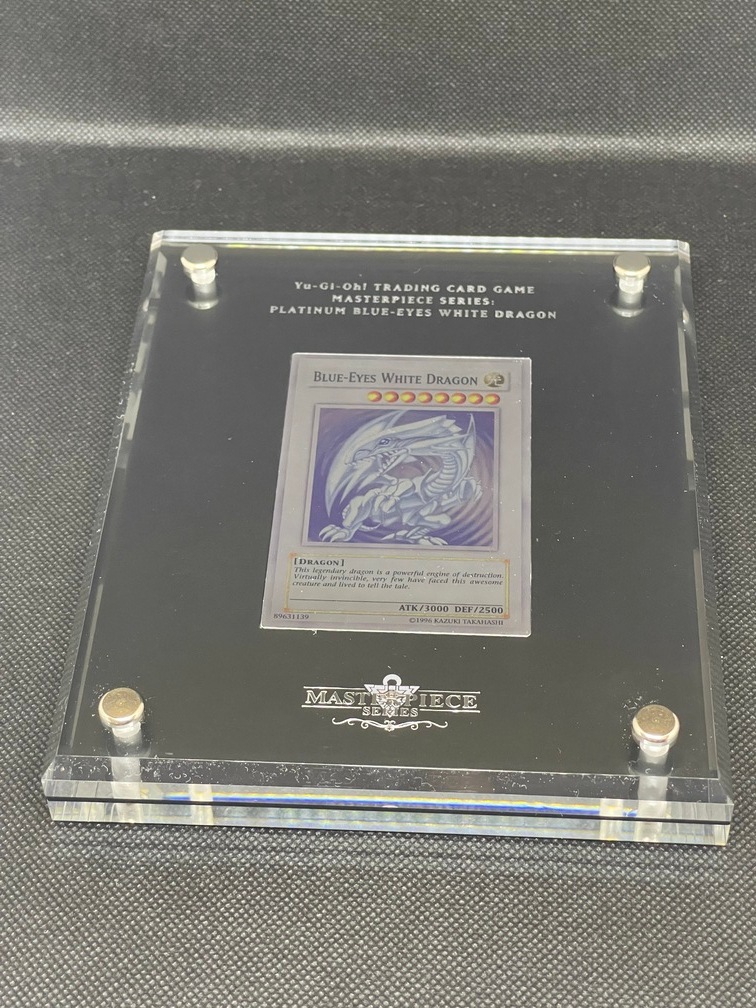 Yu-Gi-Oh! TRADING CARD GAME
MASTERPIECE SERIES:
PLATINUM BLUE-EYES WHITE DRAGON
BLUE-EYES WHITE DRAGON
[DRAGON]
This legendary dragon is a powerful engine of destruction.
Virtually invincible, very few have faced this awesome
creature and lived to tell the tale.
ATK/3000 DEF/2500
89631139 ©1996 KAZUKI TAKAHASHI
MASTERPIECE
SERIES